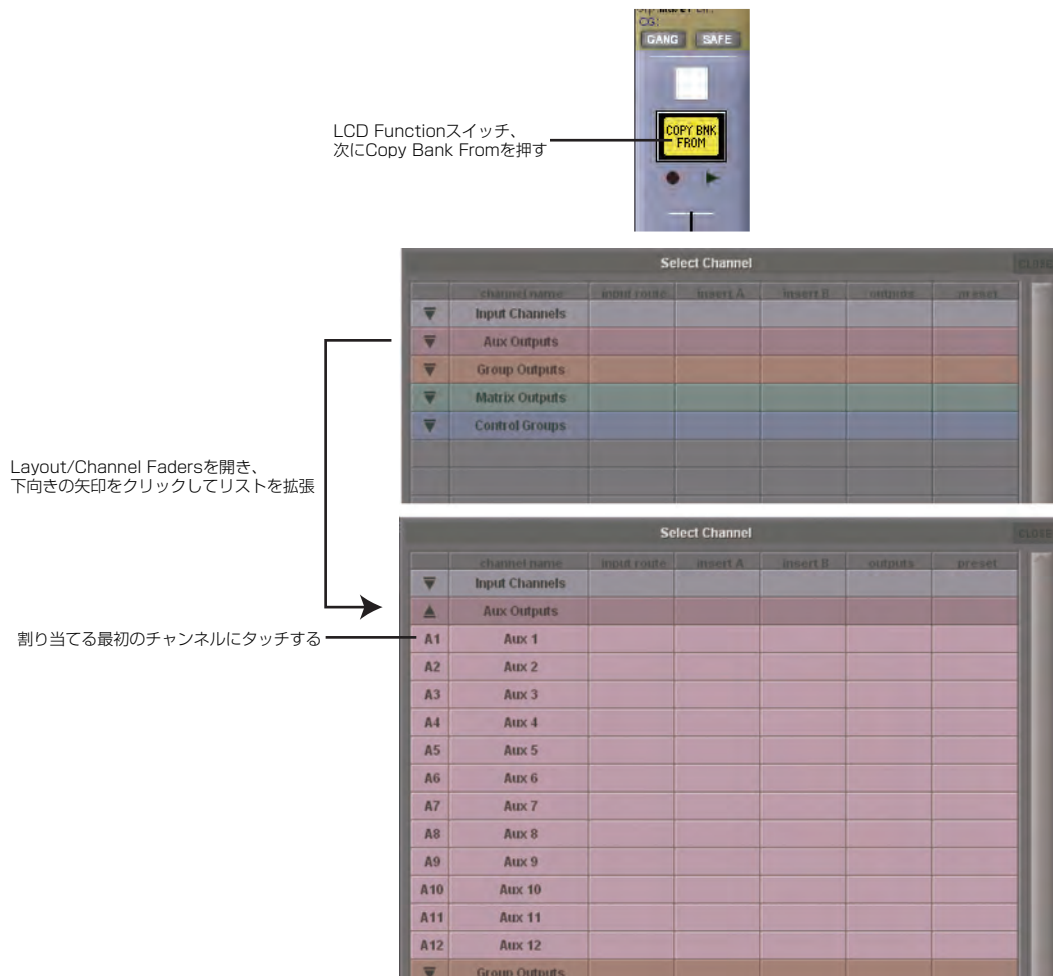 CG:
GANG SAFE
COPY BNK
FROM
LCD Functionスイッチ、
次にCopy Bank Fromを押す
Select Channel CLOSE
channel name input route insert A insert B outputs preset
Input Channels
Aux Outputs
Group Outputs
Matrix Outputs
Control Groups
Layout/Channel Fadersを開き、
下向きの矢印をクリックしてリストを拡張
Select Channel CLOSE
channel name input route insert A insert B outputs preset
Input Channels
Aux Outputs
割り当てる最初のチャンネルにタッチする
A1 Aux 1
A2 Aux 2
A3 Aux 3
A4 Aux 4
A5 Aux 5
A6 Aux 6
A7 Aux 7
A8 Aux 8
A9 Aux 9
A10 Aux 10
A11 Aux 11
A12 Aux 12
Group Outputs